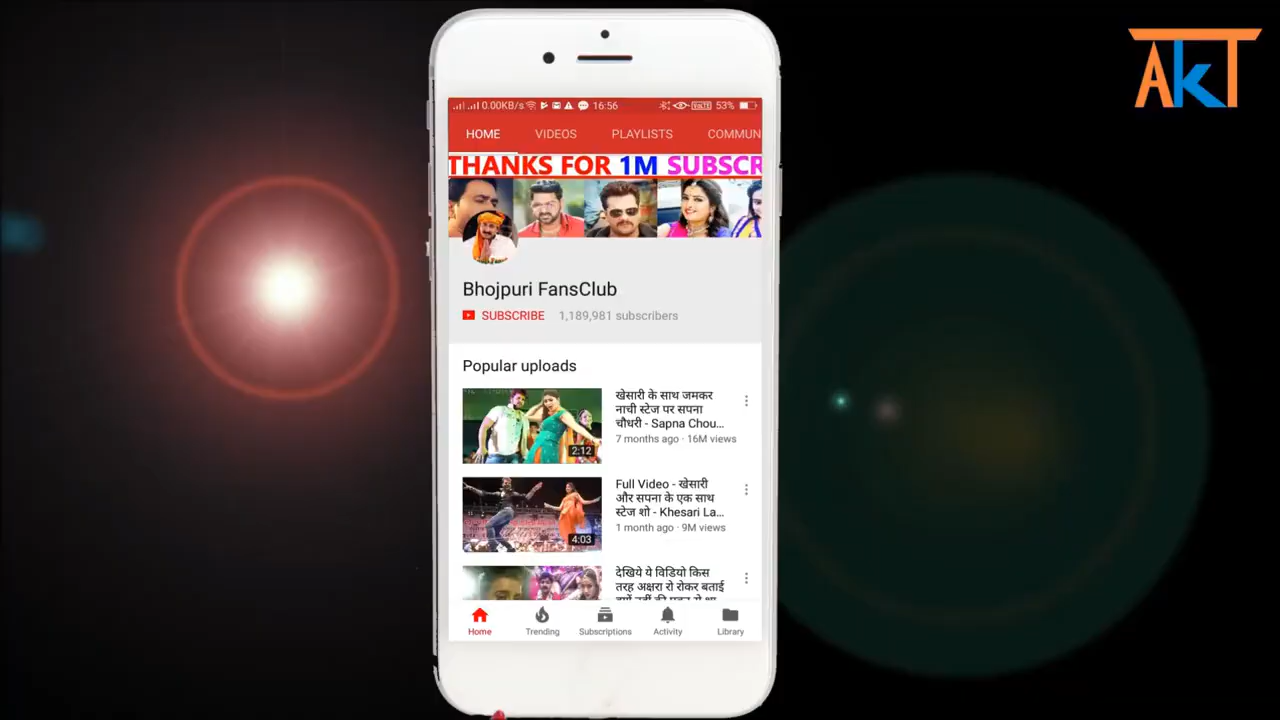 AKT
0.00KB/s 16:56 VoLTE 53%
HOME VIDEOS PLAYLISTS COMMUN
THANKS FOR 1M SUBSCR
Bhojpuri FansClub
SUBSCRIBE 1,189,981 subscribers
Popular uploads
खेसारी के साथ जमकर
नाची स्टेज पर सपना
चौधरी - Sapna Chou...
7 months ago · 16M views
2:12
Full Video - खेसारी
और सपना के एक साथ
स्टेज शो - Khesari La...
1 month ago · 9M views
4:03
देखिये ये विडियो किस
तरह अक्षरा रो रोकर बताई
Home Trending Subscriptions Activity Library